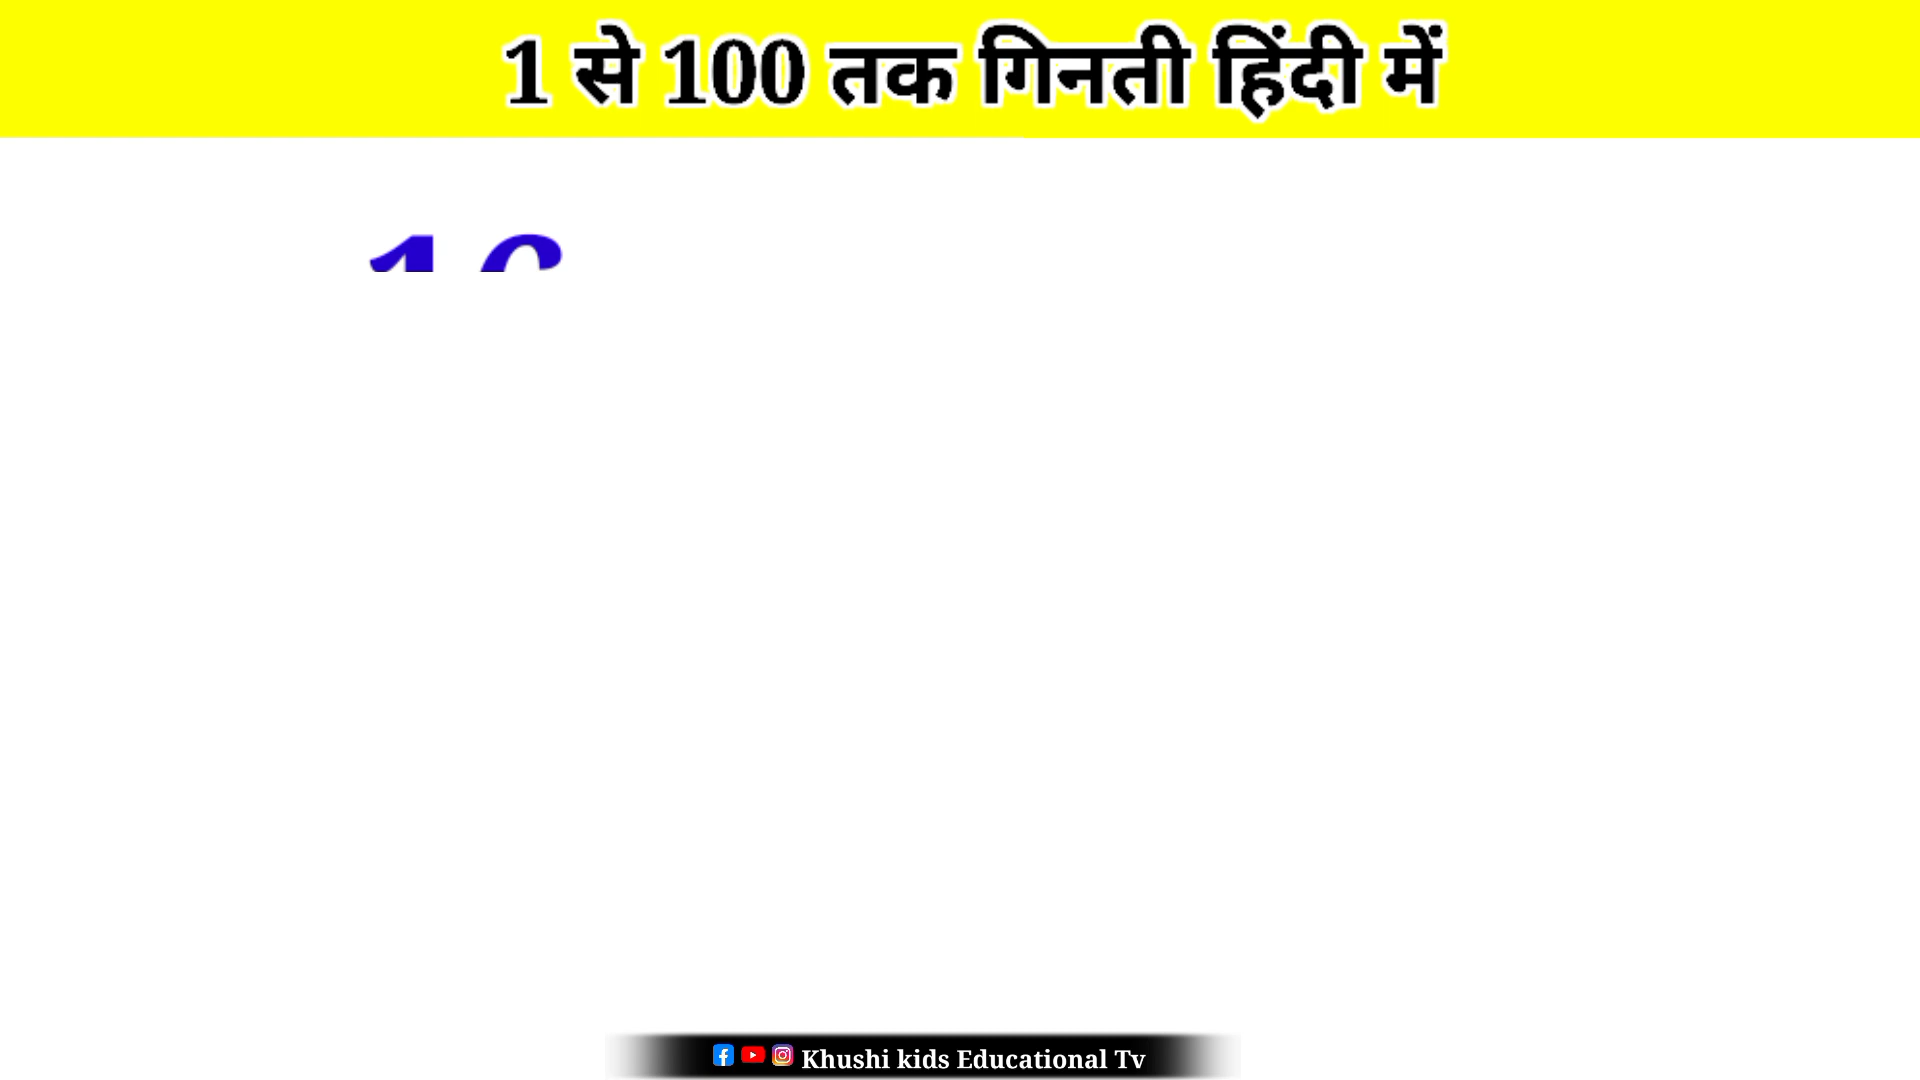 1 से 100 तक गिनती हिंदी में
Khushi kids Educational Tv